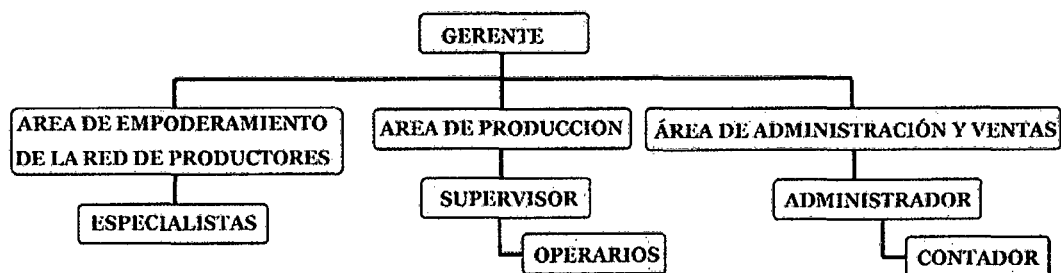 GERENTE
AREA DE EMPODERAMIENTO
DE LA RED DE PRODUCTORES
AREA DE PRODUCCION
ÁREA DE ADMINISTRACIÓN Y VENTAS
ESPECIALISTAS
SUPERVISOR
ADMINISTRADOR
OPERARIOS
CONTADOR